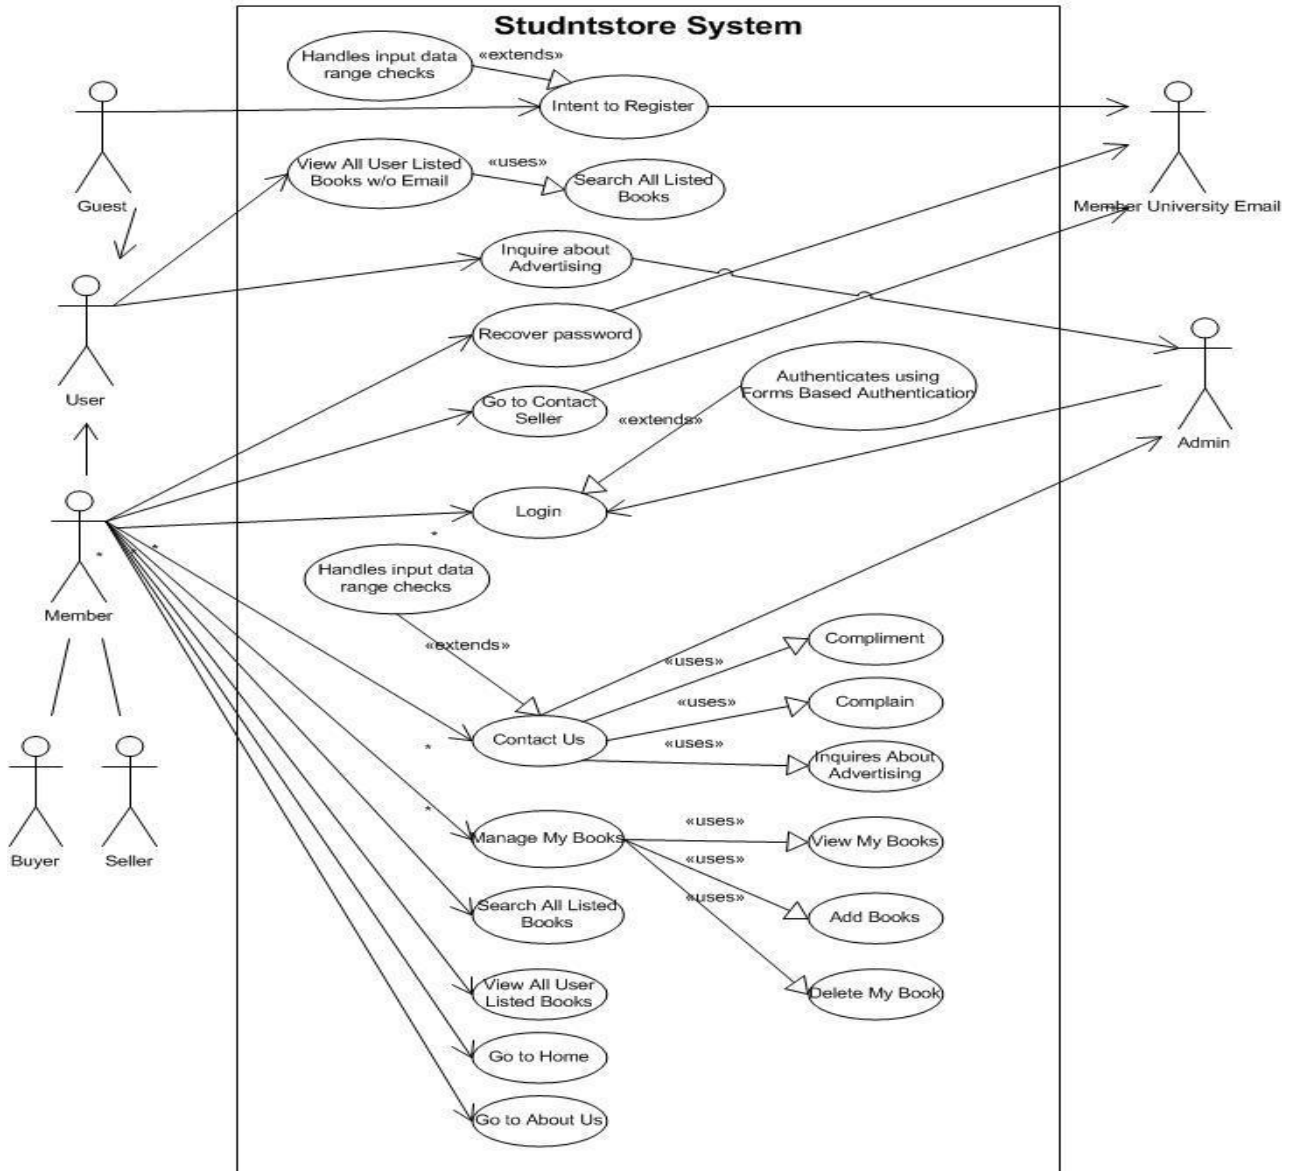 Studntstore System
Handles input data
range checks
«extends»
Intent to Register
Guest
View All User Listed
Books w/o Email
«uses»
Search All Listed
Books
Member University Email
Inquire about
Advertising
User
Recover password
Authenticates using
Forms Based Authentication
«extends»
Go to Contact
Seller
Admin
Login
*
*
*
*
Handles input data
range checks
Member
«extends»
Compliment
«uses»
Complain
«uses»
Contact Us
*
«uses»
Inquires About
Advertising
Buyer
Seller
*
Manage My Books
«uses»
View My Books
«uses»
«uses»
Add Books
Search All Listed
Books
View All User
Listed Books
Delete My Book
Go to Home
Go to About Us